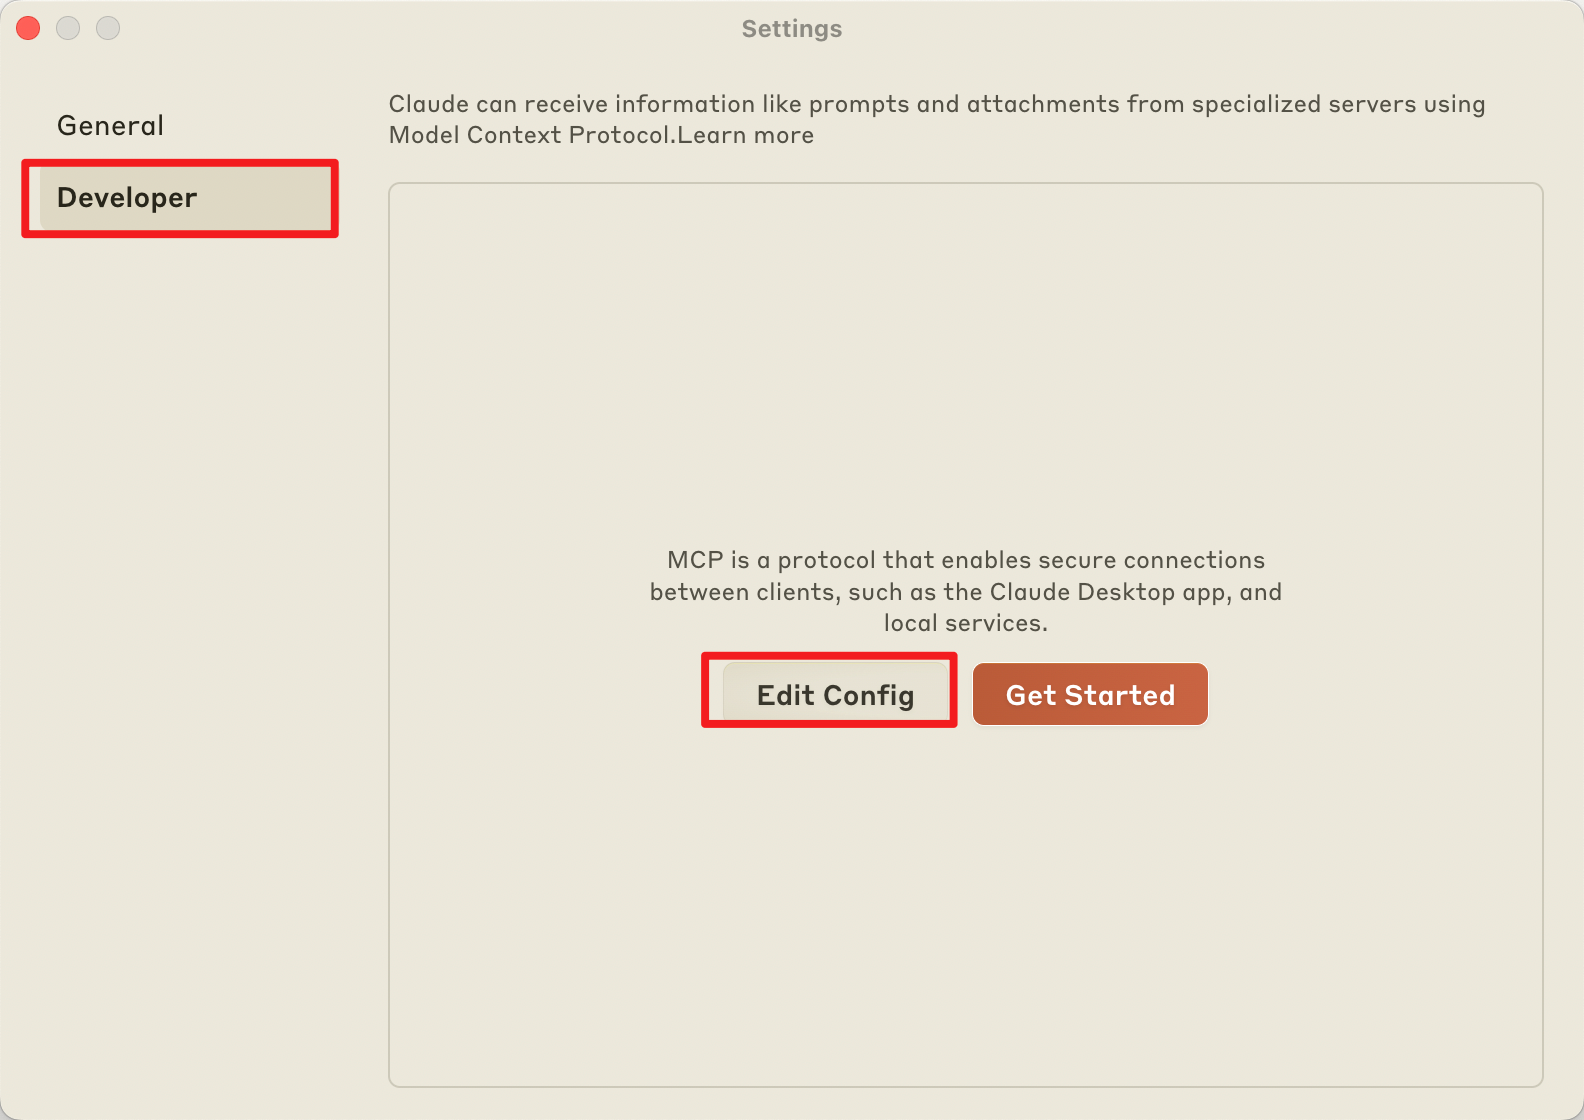 Settings
General
Developer
Claude can receive information like prompts and attachments from specialized servers using
Model Context Protocol.Learn more
MCP is a protocol that enables secure connections
between clients, such as the Claude Desktop app, and
local services.
Edit Config
Get Started